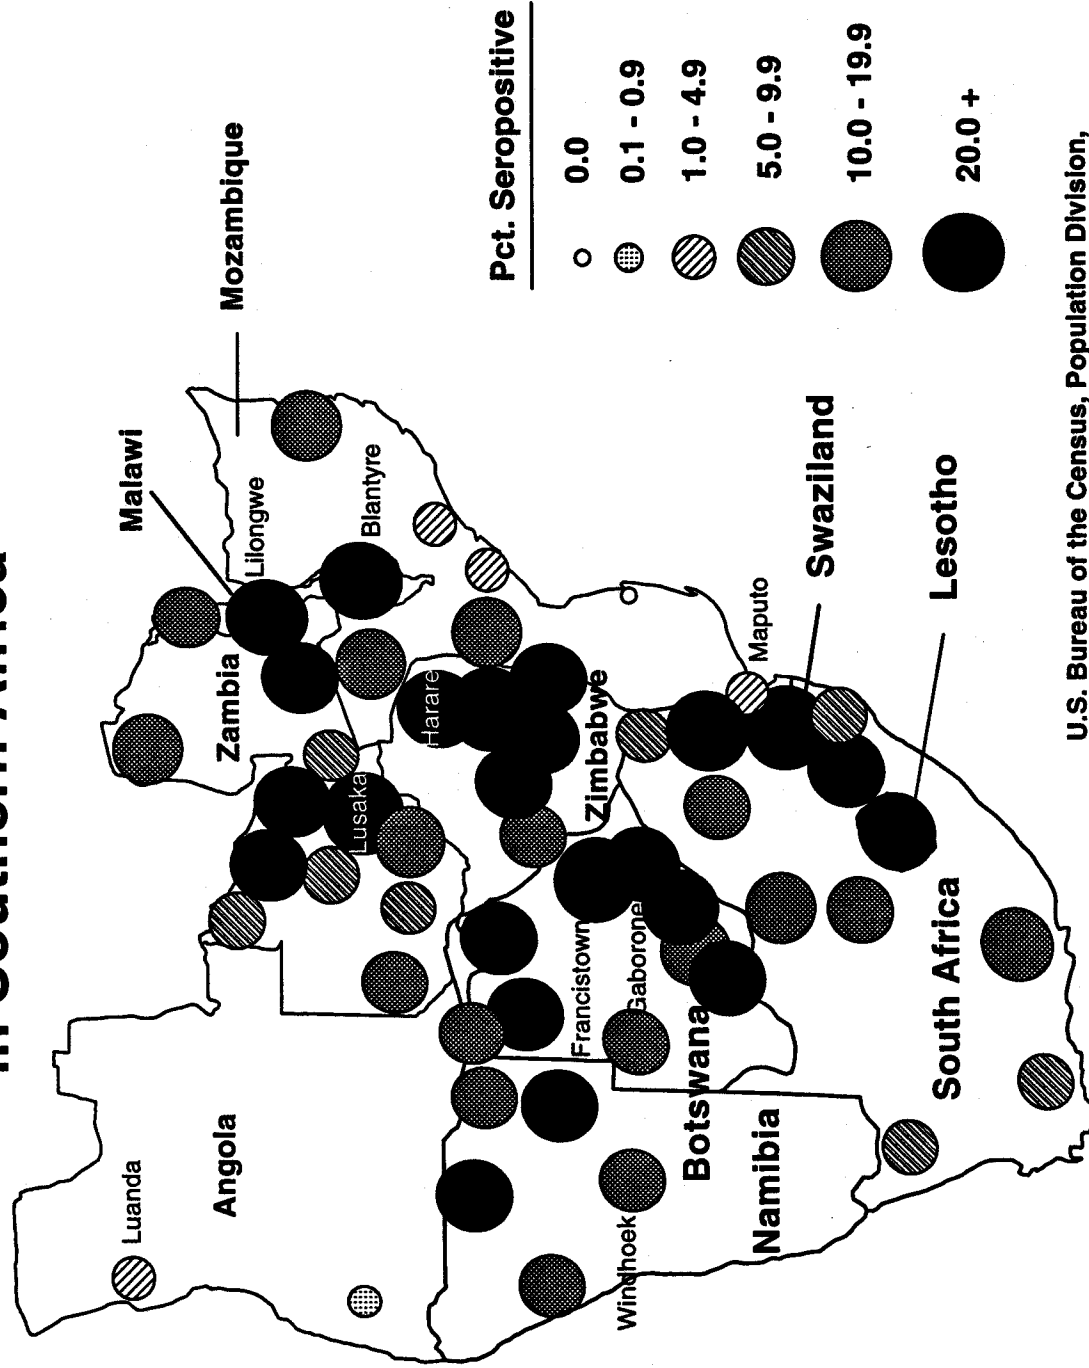 in Southern Africa
Luanda
Malawi
Angola
Zambia
Mozambique
Lilongwe
Lusaka
Blantyre
Harare
Francistown
Zimbabwe
Windhoek
Gaborone
Botswana
Maputo
Namibia
Swaziland
South Africa
Lesotho
Pct. Seropositive
0.0
0.1 - 0.9
1.0 - 4.9
5.0 - 9.9
10.0 - 19.9
20.0 +
U.S. Bureau of the Census, Population Division,